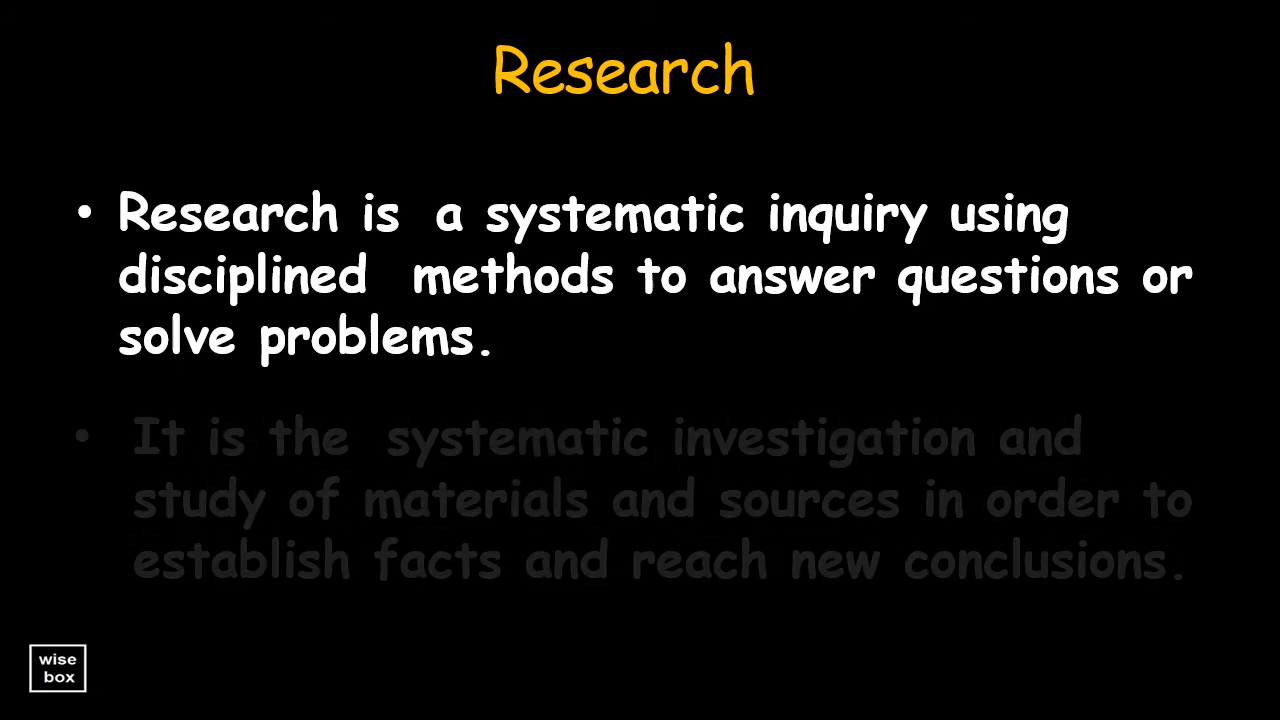 Research
• Research is a systematic inquiry using
disciplined methods to answer questions or
solve problems.
• It is the systematic investigation and
study of materials and sources in order to
establish facts and reach new conclusions.
wise
box